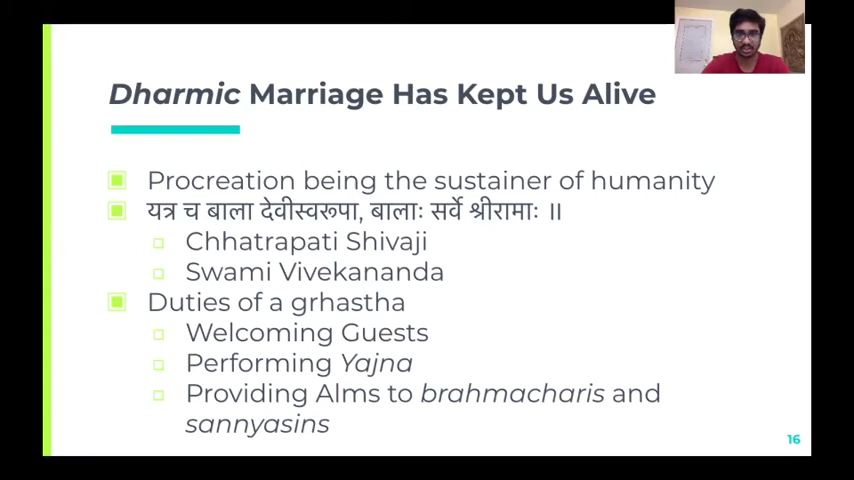 Dharmic Marriage Has Kept Us Alive
Procreation being the sustainer of humanity
यत्र च बाला देवीस्वरूपा, बालाः सर्वे श्रीरामाः ॥
Chhatrapati Shivaji
Swami Vivekananda
Duties of a grhastha
Welcoming Guests
Performing Yajna
Providing Alms to brahmacharis and
sannyasins
16